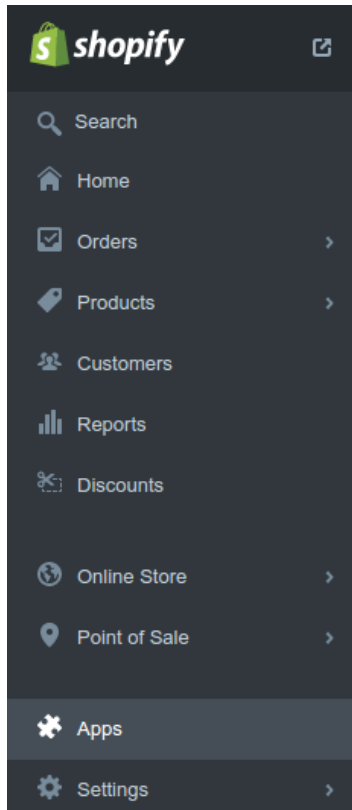 shopify
Search
Home
Orders
Products
Customers
Reports
Discounts
Online Store
Point of Sale
Apps
Settings